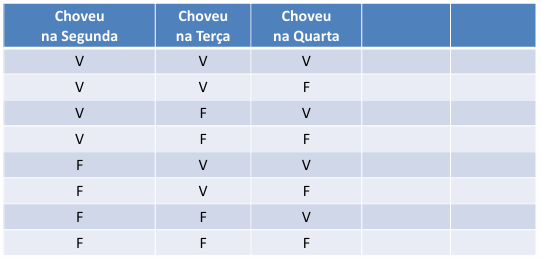 Choveu na Segunda Choveu na Terça Choveu na Quarta
V V V
V V F
V F V
V F F
F V V
F V F
F F V
F F F